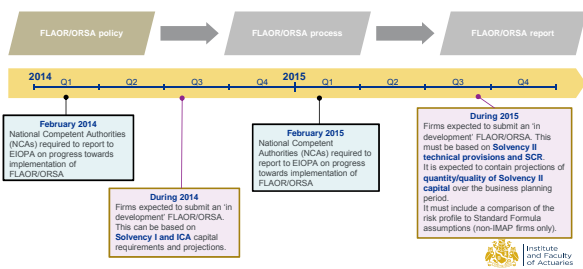 FLAOR/ORSA policy
FLAOR/ORSA process
FLAOR/ORSA report
2014
2015
Q1
Q2
Q3
Q4
Q1
Q2
Q3
Q4
February 2014
National Competent Authorities
(NCAs) required to report to
EIOPA on progress towards
implementation of
FLAOR/ORSA
During 2014
Firms expected to submit an 'in
development' FLAOR/ORSA.
This can be based on
Solvency I and ICA capital
requirements and projections.
February 2015
National Competent
Authorities (NCAs) required to
report to EIOPA on progress
towards implementation of
FLAOR/ORSA
During 2015
Firms expected to submit an 'in
development' FLAOR/ORSA. This
must be based on Solvency II
technical provisions and SCR.
It is expected to contain projections of
quantity/quality of Solvency II
capital over the business planning
period.
It must include a comparison of the
risk profile to Standard Formula
assumptions (non-IMAP firms only).
Institute
and Faculty
of Actuaries